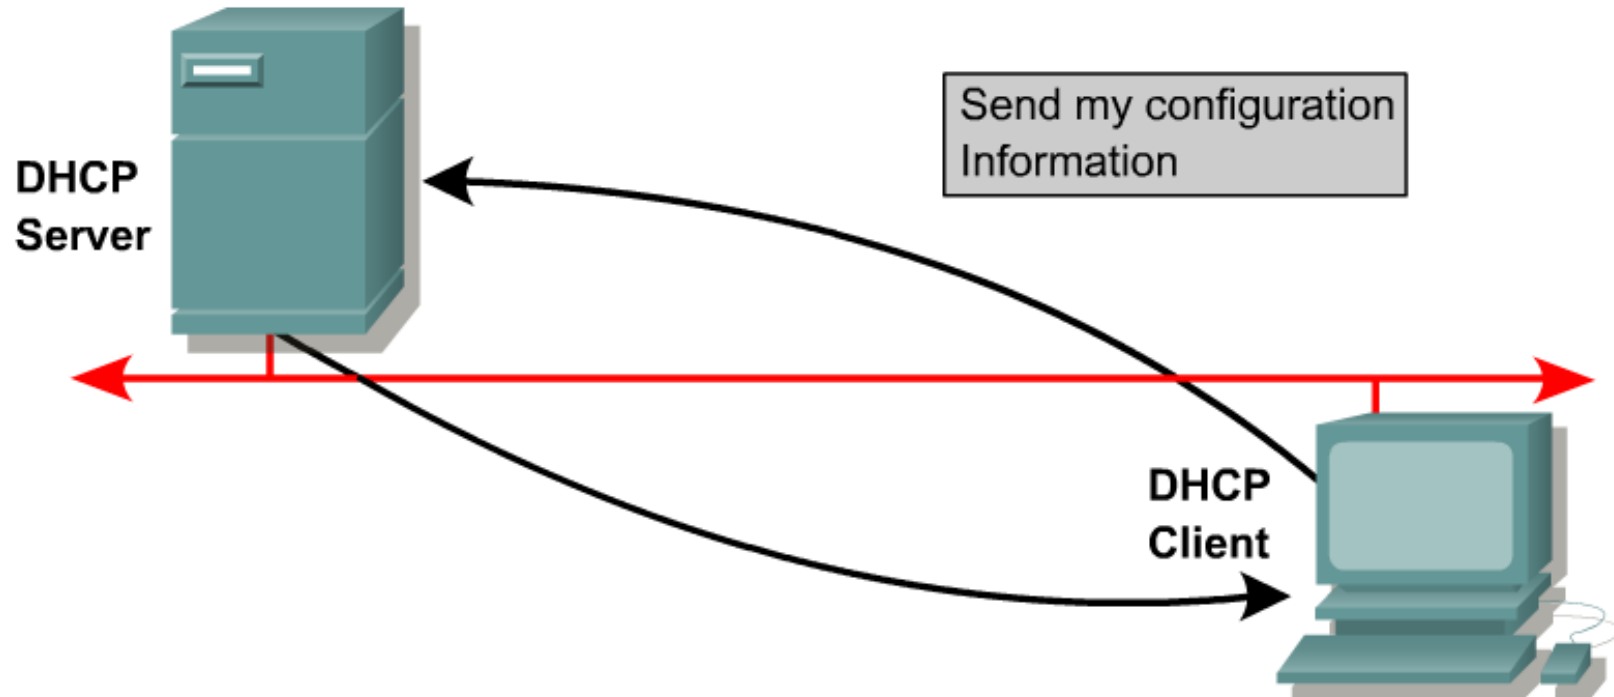 Send my configuration
Information
DHCP
Server
DHCP
Client